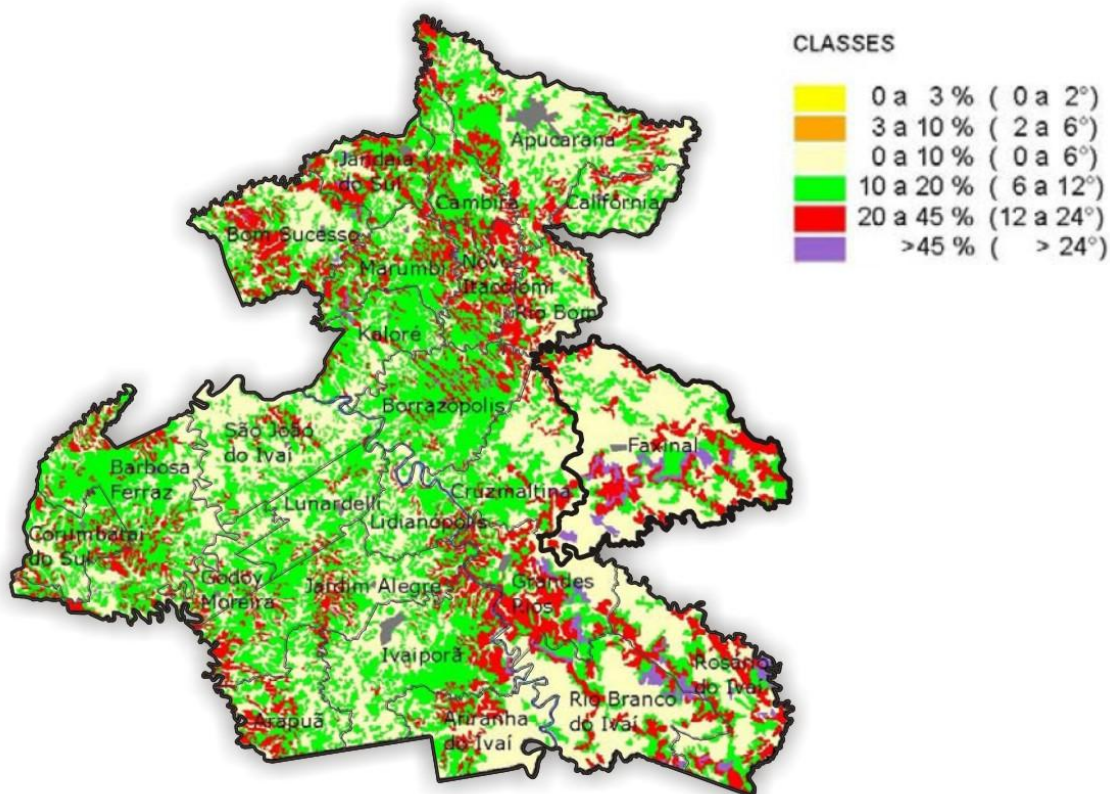 CLASSES
0 a 3 % ( 0 a 2°)
3 a 10 % ( 2 a 6°)
0 a 10 % ( 0 a 6°)
10 a 20 % ( 6 a 12°)
20 a 45 % (12 a 24°)
>45 % ( > 24°)
Apucarana
Jandaia
do Sul
Cambira
Califórnia
Bom Sucesso
Marumbi
Novo
Itacolomi
Rio Bom
Kaloré
Borrazópolis
São João
do Ivaí
Faxinal
Barbosa
Ferraz
Lunardelli
Cruzmaltina
Lidianópolis
Corumbataí
do Sul
Godoy
Moreira
Jardim Alegre
Grandes
Rios
Ivaiporã
Rosário
do Ivaí
Rio Branco
do Ivaí
Arapuã
Ariranha
do Ivaí